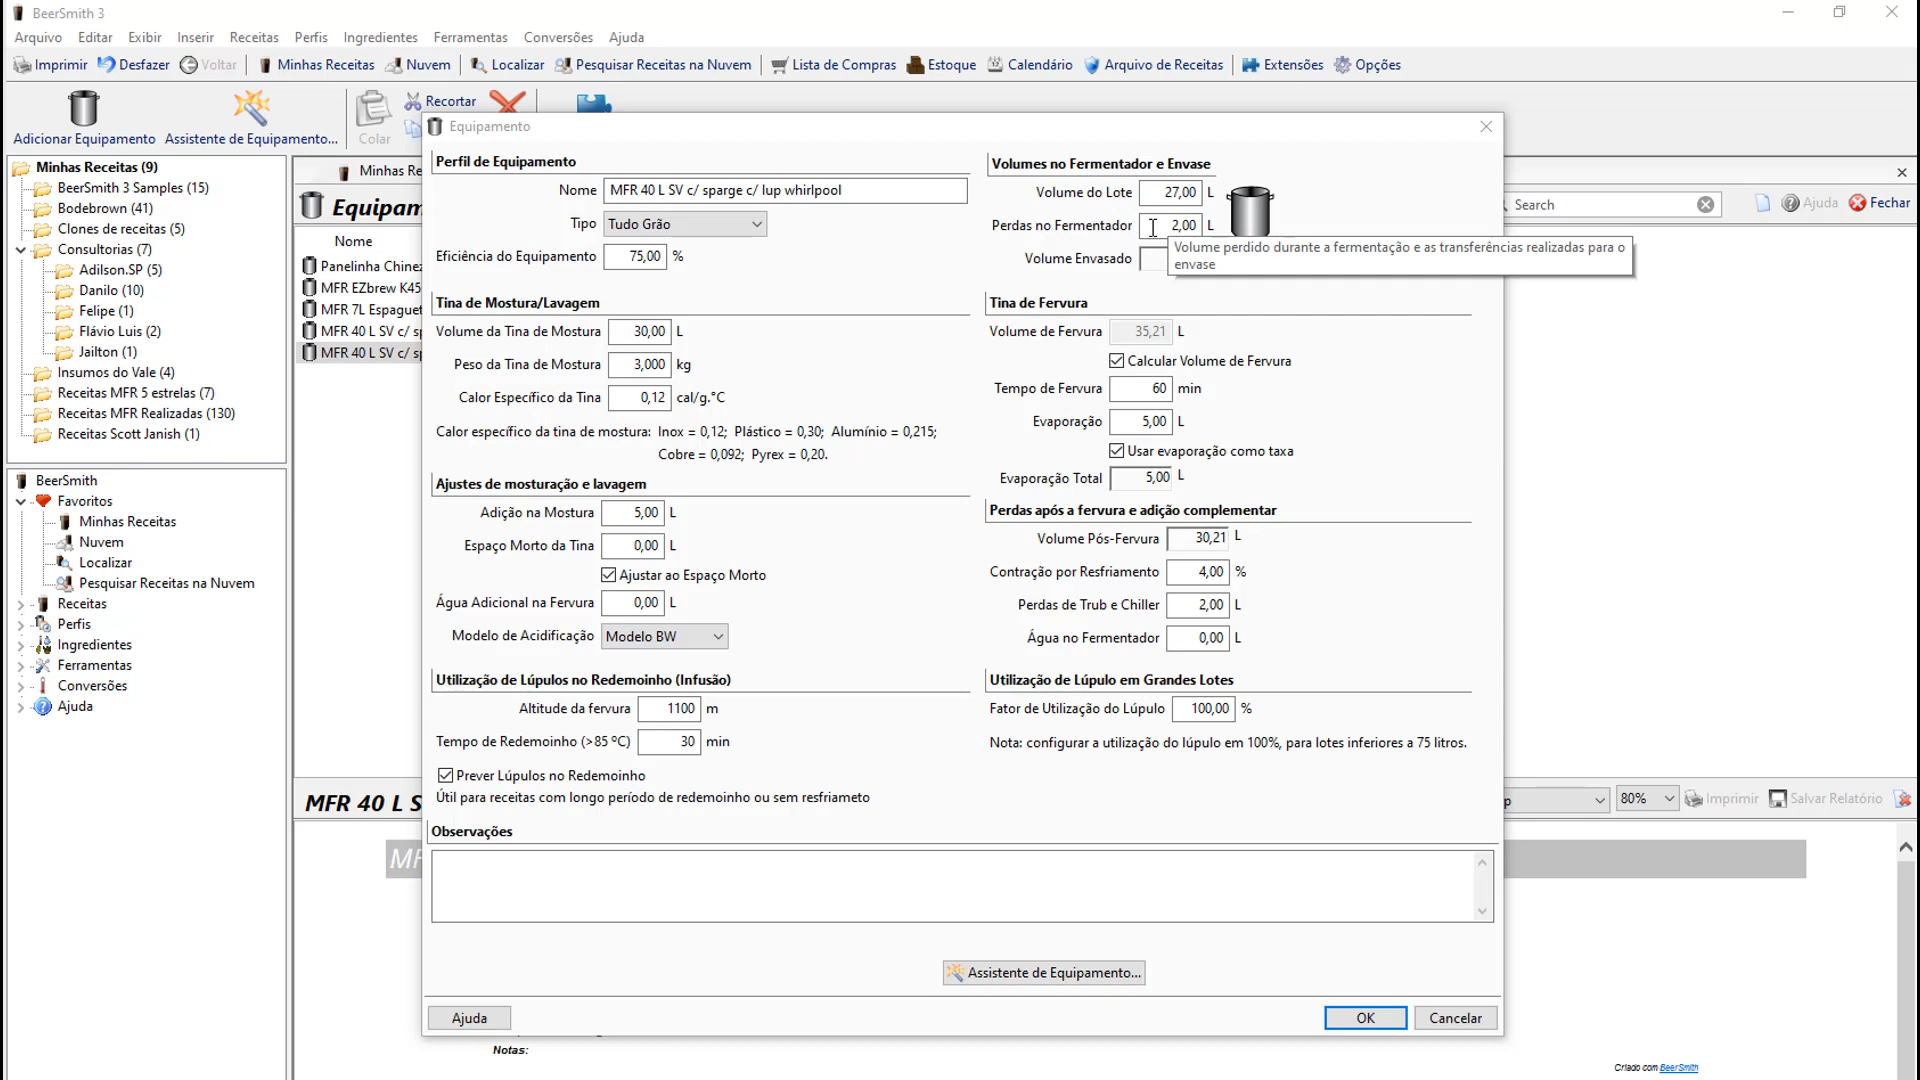 BeerSmith 3
Arquivo Editar Exibir Inserir Receitas Perfis Ingredientes Ferramentas Conversões Ajuda
Imprimir Desfazer Voltar Minhas Receitas Nuvem Localizar Pesquisar Receitas na Nuvem Lista de Compras Estoque Calendário Arquivo de Receitas Extensões Opções
Adicionar Equipamento Assistente de Equipamento... Colar Recortar
Minhas Receitas (9)
BeerSmith 3 Samples (15)
Bodebrown (41)
Clones de receitas (5)
Consultorias (7)
Adilson.SP (5)
Danilo (10)
Felipe (1)
Flávio Luis (2)
Jailton (1)
Insumos do Vale (4)
Receitas MFR 5 estrelas (7)
Receitas MFR Realizadas (130)
Receitas Scott Janish (1)
BeerSmith
Favoritos
Minhas Receitas
Nuvem
Localizar
Pesquisar Receitas na Nuvem
Receitas
Perfis
Ingredientes
Ferramentas
Conversões
Ajuda
Minhas Re
Equipam
Nome
Panelinha Chinez
MFR EZbrew K45
MFR 7L Espaguet
MFR 40 L SV c/ sp
MFR 40 L SV c/ sp
Search Ajuda Fechar
MFR 40 L S
80% Imprimir Salvar Relatório
Equipamento
Perfil de Equipamento
Nome MFR 40 L SV c/ sparge c/ lup whirlpool
Tipo Tudo Grão
Eficiência do Equipamento 75,00 %
Tina de Mostura/Lavagem
Volume da Tina de Mostura 30,00 L
Peso da Tina de Mostura 3,000 kg
Calor Específico da Tina 0,12 cal/g.°C
Calor específico da tina de mostura: Inox = 0,12; Plástico = 0,30; Alumínio = 0,215;
Cobre = 0,092; Pyrex = 0,20.
Ajustes de mosturação e lavagem
Adição na Mostura 5,00 L
Espaço Morto da Tina 0,00 L
Ajustar ao Espaço Morto
Água Adicional na Fervura 0,00 L
Modelo de Acidificação Modelo BW
Utilização de Lúpulos no Redemoinho (Infusão)
Altitude da fervura 1100 m
Tempo de Redemoinho (>85 ºC) 30 min
Prever Lúpulos no Redemoinho
Útil para receitas com longo período de redemoinho ou sem resfriameto
Volumes no Fermentador e Envase
Volume do Lote 27,00 L
Perdas no Fermentador 2,00 L
Volume Envasado
Volume perdido durante a fermentação e as transferências realizadas para o
envase
Tina de Fervura
Volume de Fervura 35,21 L
Calcular Volume de Fervura
Tempo de Fervura 60 min
Evaporação 5,00 L
Usar evaporação como taxa
Evaporação Total 5,00 L
Perdas após a fervura e adição complementar
Volume Pós-Fervura 30,21 L
Contração por Resfriamento 4,00 %
Perdas de Trub e Chiller 2,00 L
Água no Fermentador 0,00 L
Utilização de Lúpulo em Grandes Lotes
Fator de Utilização do Lúpulo 100,00 %
Nota: configurar a utilização do lúpulo em 100%, para lotes inferiores a 75 litros.
Observações
Assistente de Equipamento...
Ajuda OK Cancelar
Notas:
Criado com BeerSmith